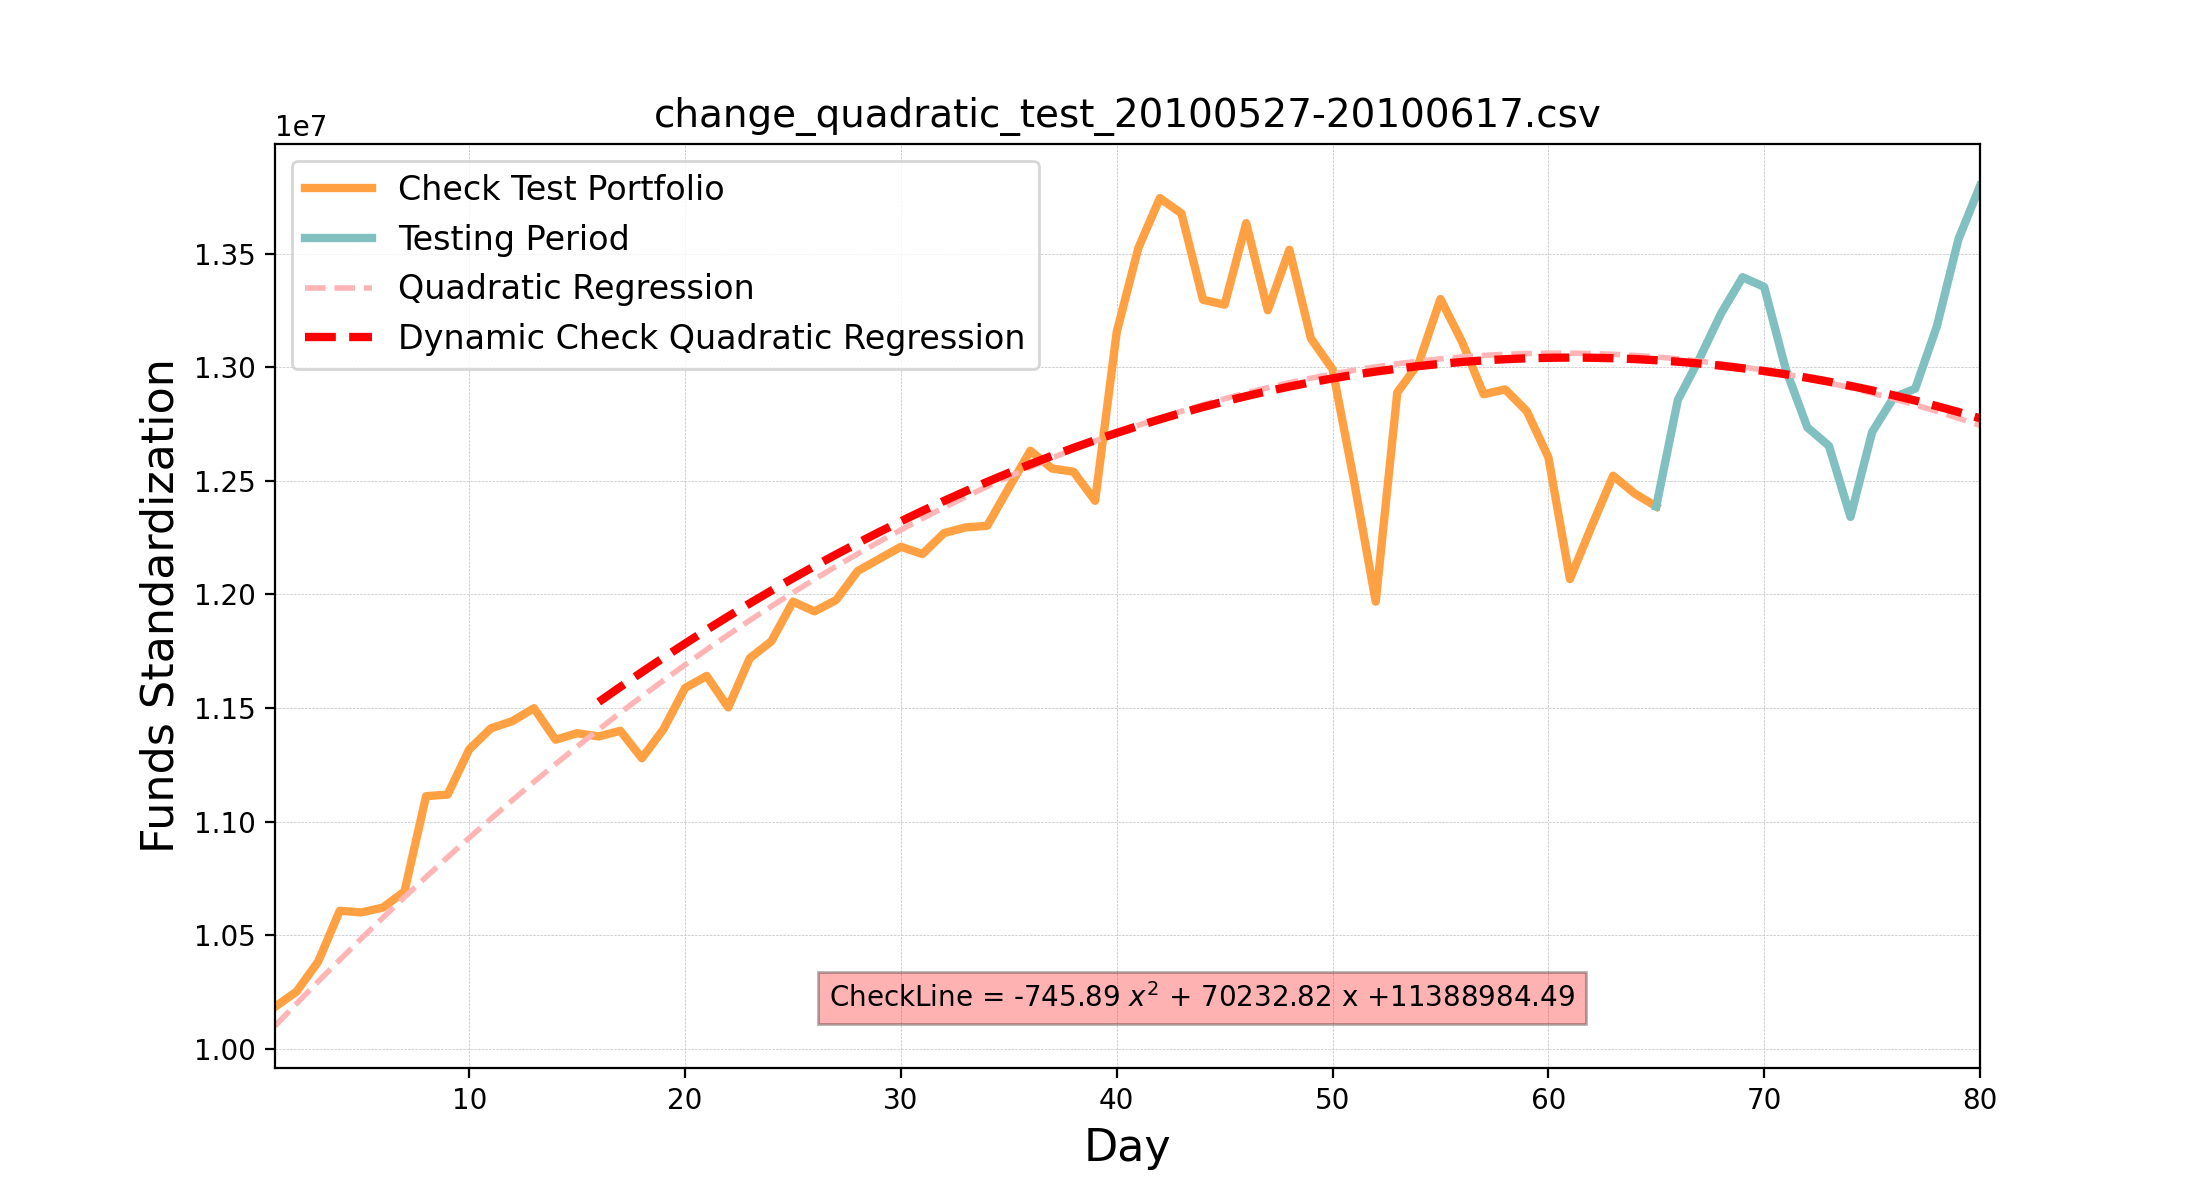 change_quadratic_test_20100527-20100617.csv
1e7
Check Test Portfolio
Testing Period
Quadratic Regression
Dynamic Check Quadratic Regression
Funds Standardization
1.35
1.30
1.25
1.20
1.15
1.10
1.05
1.00
CheckLine = -745.89 x² + 70232.82 x +11388984.49
10 20 30 40 50 60 70 80
Day